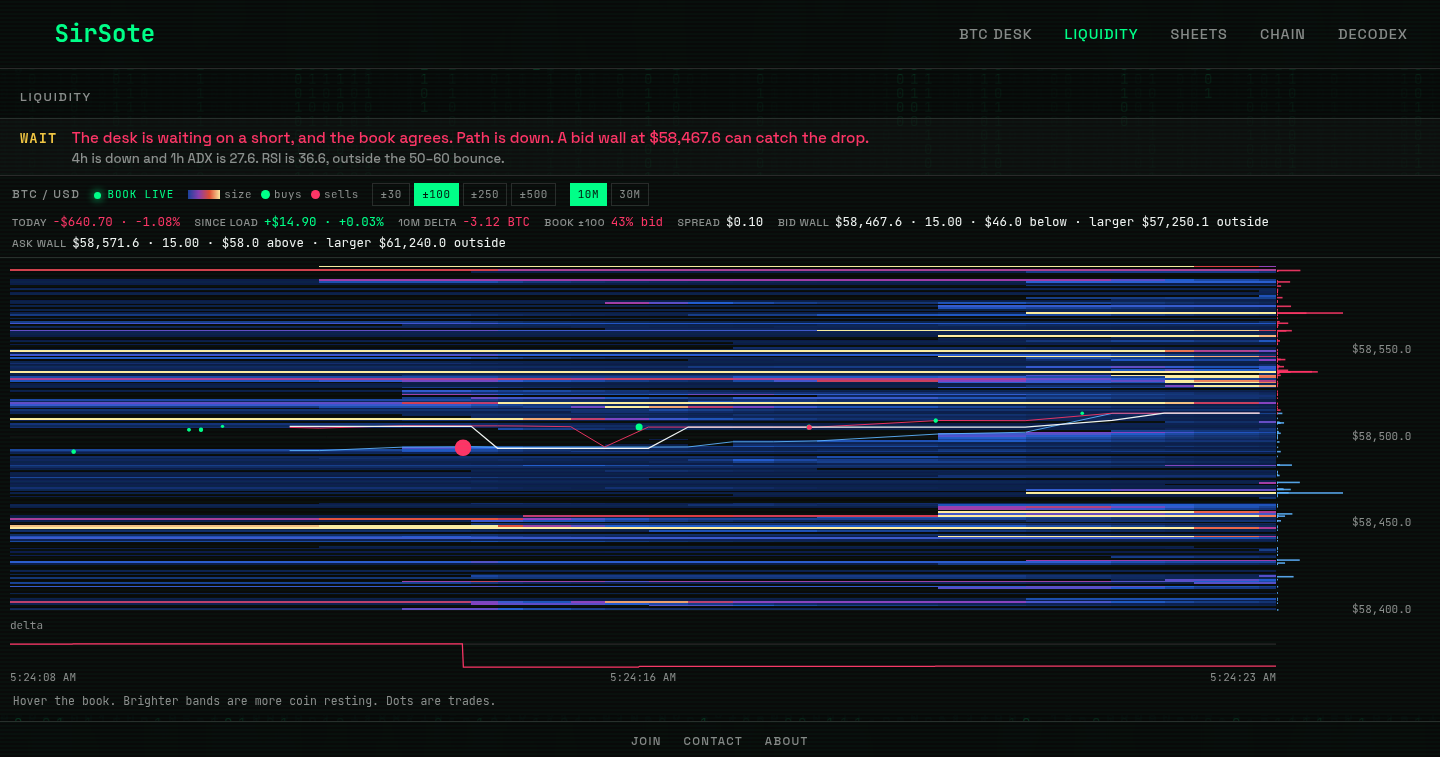 SirSote
BTC DESK LIQUIDITY SHEETS CHAIN DECODEX
LIQUIDITY
WAIT The desk is waiting on a short, and the book agrees. Path is down. A bid wall at $58,467.6 can catch the drop.
4h is down and 1h ADX is 27.6. RSI is 36.6, outside the 50–60 bounce.
BTC / USD BOOK LIVE size buys sells ±30 ±100 ±250 ±500 10M 30M
TODAY -$640.70 · -1.08% SINCE LOAD +$14.90 · +0.03% 10M DELTA -3.12 BTC BOOK ±100 43% bid SPREAD $0.10 BID WALL $58,467.6 · 15.00 · $46.0 below · larger $57,250.1 outside
ASK WALL $58,571.6 · 15.00 · $58.0 above · larger $61,240.0 outside
$58,550.0
$58,500.0
$58,450.0
$58,400.0
delta
5:24:08 AM 5:24:16 AM 5:24:23 AM
Hover the book. Brighter bands are more coin resting. Dots are trades.
JOIN CONTACT ABOUT